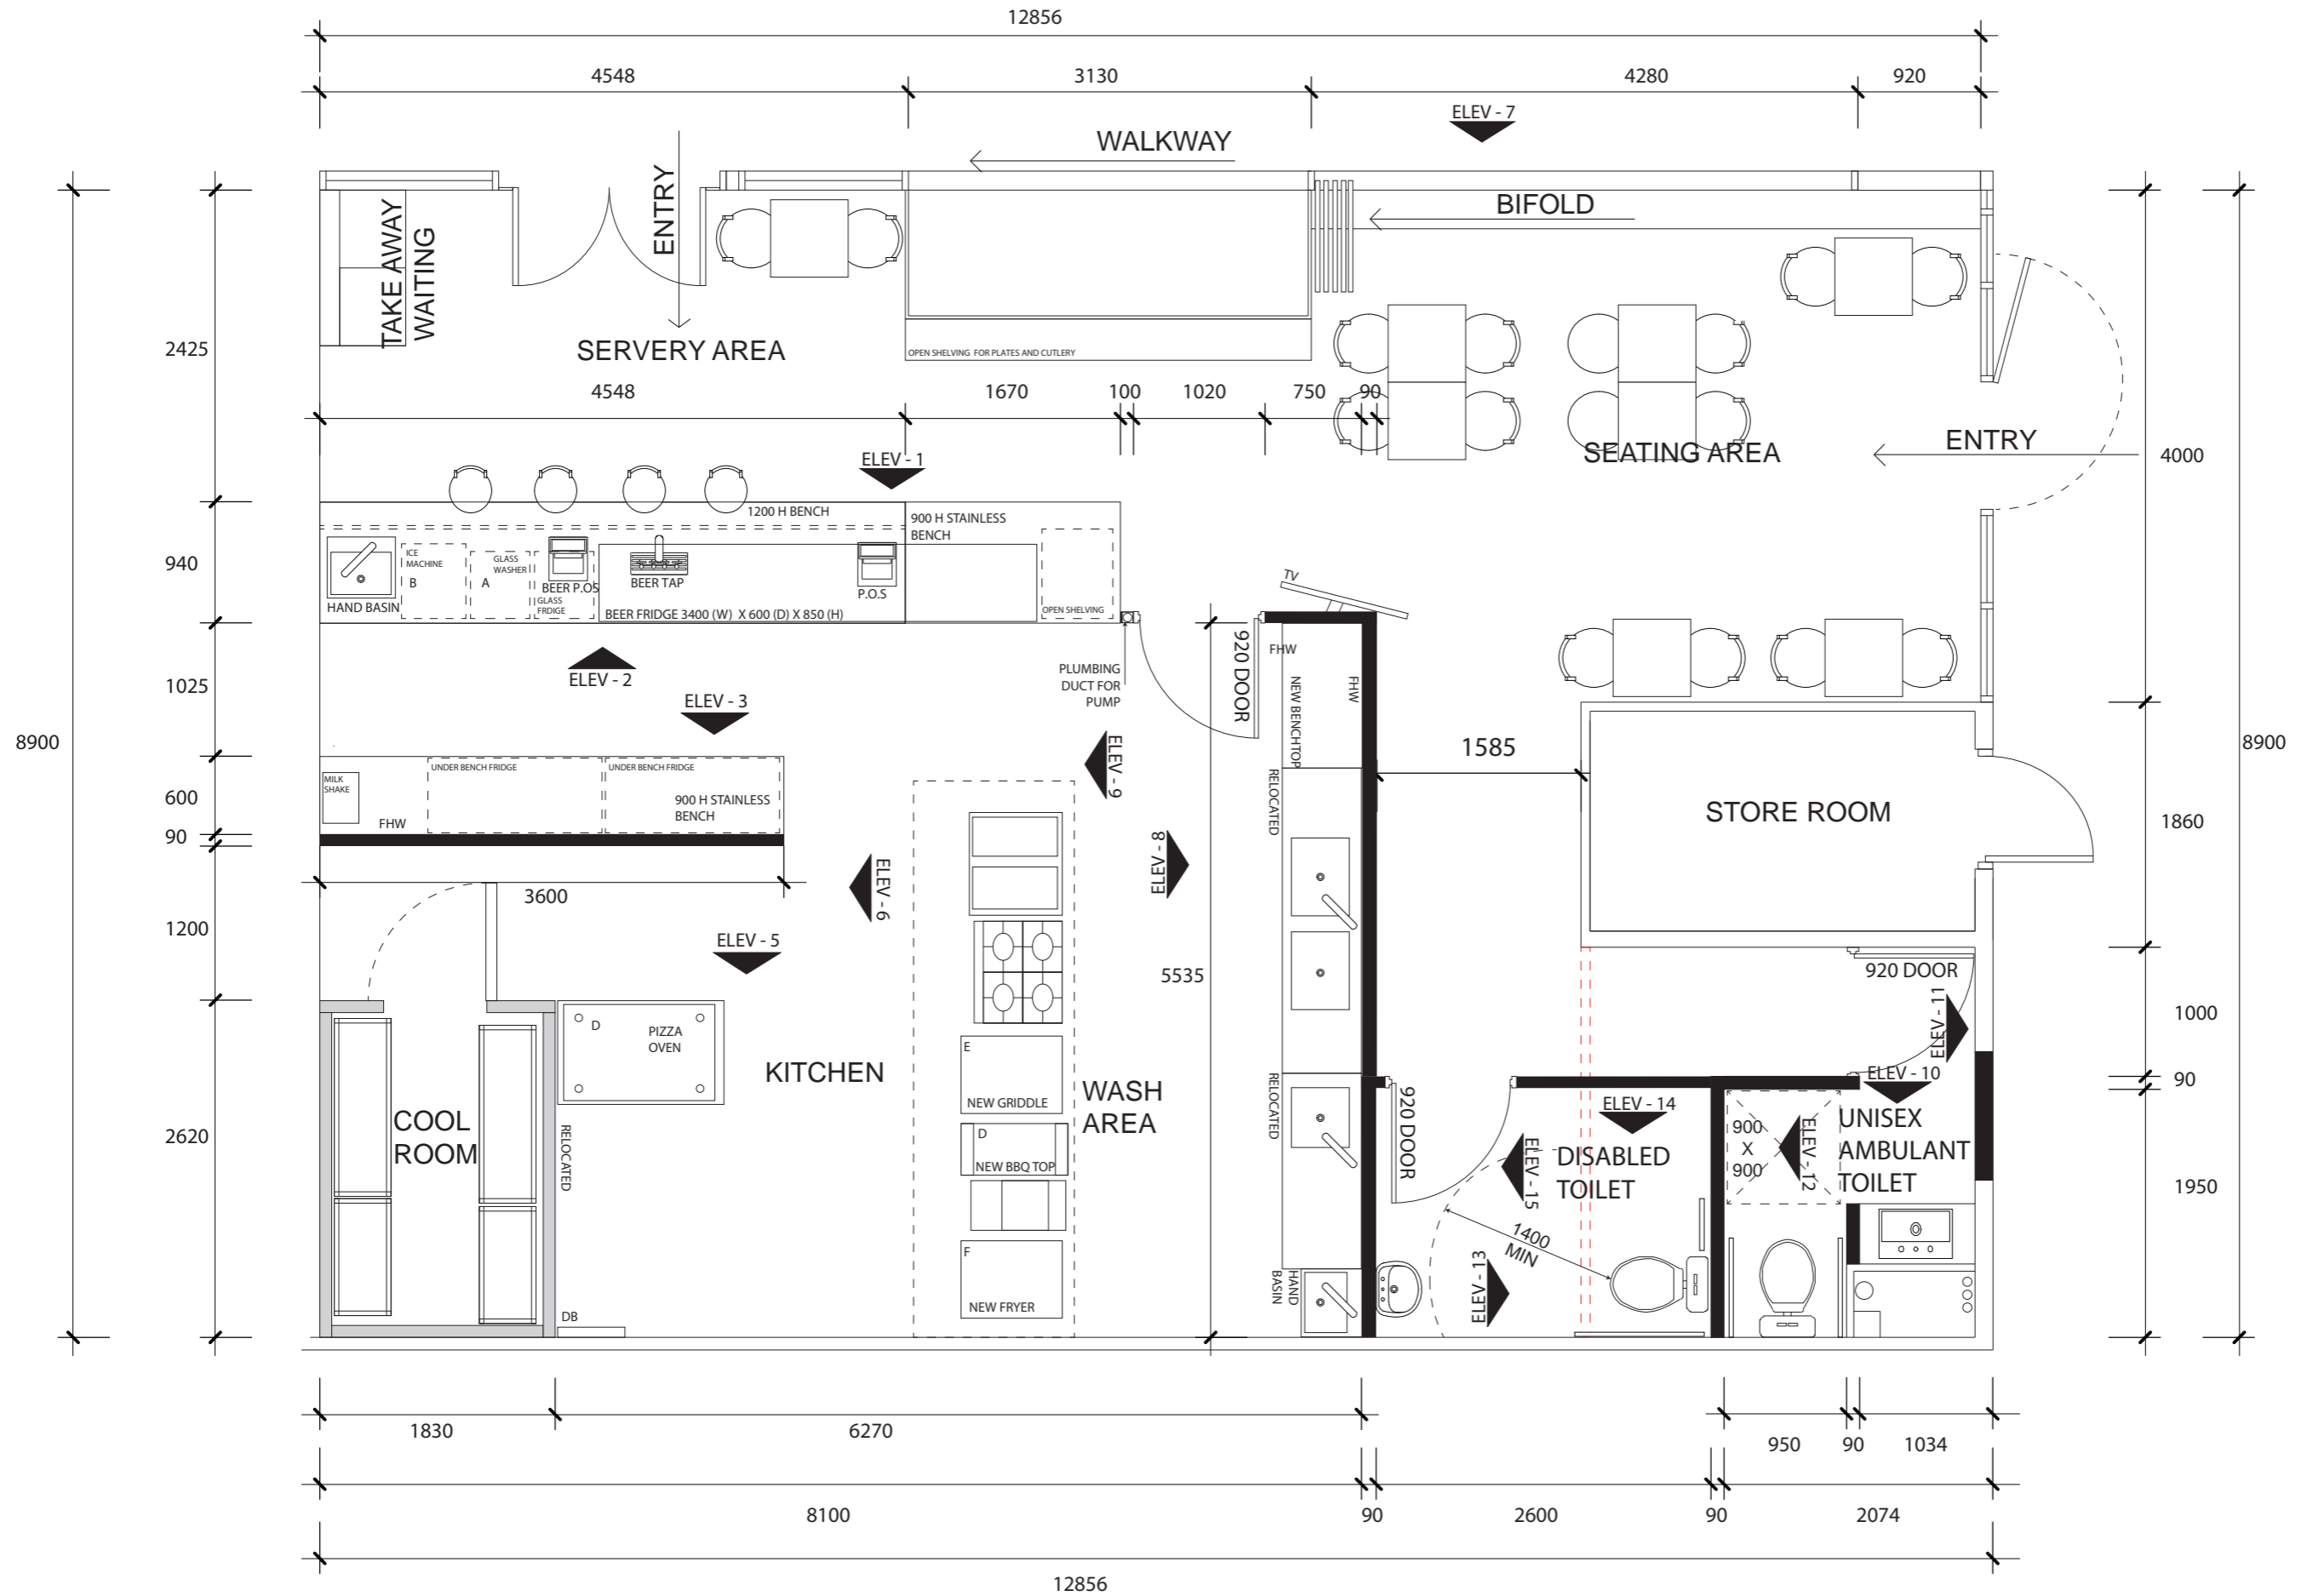 12856
4548
3130
4280
920
ELEV - 7
WALKWAY
ENTRY
BIFOLD
TAKE AWAY
WAITING
SERVERY AREA
OPEN SHELVING FOR PLATES AND CUTLERY
2425
4548
1670
100
1020
750
90
SEATING AREA
ENTRY
4000
ELEV - 1
1200 H BENCH
900 H STAINLESS
BENCH
ICE
MACHINE
B
GLASS
WASHER
A
HAND BASIN
BEER P.OS
GLASS
FRDIGE
BEER TAP
P.O.S
BEER FRIDGE 3400 (W) X 600 (D) X 850 (H)
OPEN SHELVING
940
TV
920 DOOR
FHW
FHW
NEW BENCHTOP
PLUMBING
DUCT FOR
PUMP
ELEV - 2
1025
ELEV - 3
ELEV - 9
8900
1585
8900
UNDER BENCH FRIDGE
UNDER BENCH FRIDGE
MILK
SHAKE
900 H STAINLESS
BENCH
FHW
600
90
RELOCATED
STORE ROOM
1860
ELEV - 8
ELEV - 6
3600
1200
ELEV - 5
5535
920 DOOR
ELEV - 11
1000
D
PIZZA
OVEN
KITCHEN
E
NEW GRIDDLE
WASH
AREA
RELOCATED
920 DOOR
ELEV - 10
90
ELEV - 14
COOL
ROOM
2620
RELOCATED
D
NEW BBQ TOP
ELEV - 15
DISABLED
TOILET
900
X
900
ELEV - 12
UNISEX
AMBULANT
TOILET
1950
1400
MIN
ELEV - 13
F
NEW FRYER
HAND
BASIN
DB
1830
6270
950
90
1034
8100
90
2600
90
2074
12856